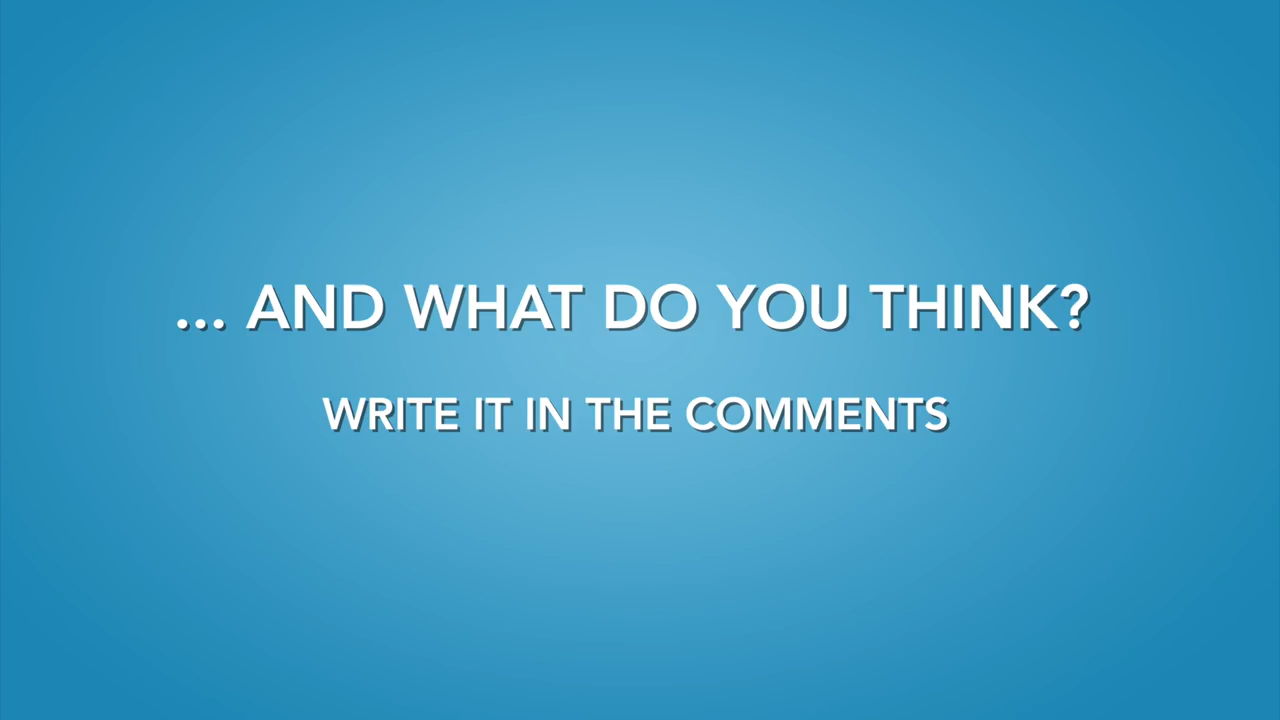 ... AND WHAT DO YOU THINK?
WRITE IT IN THE COMMENTS